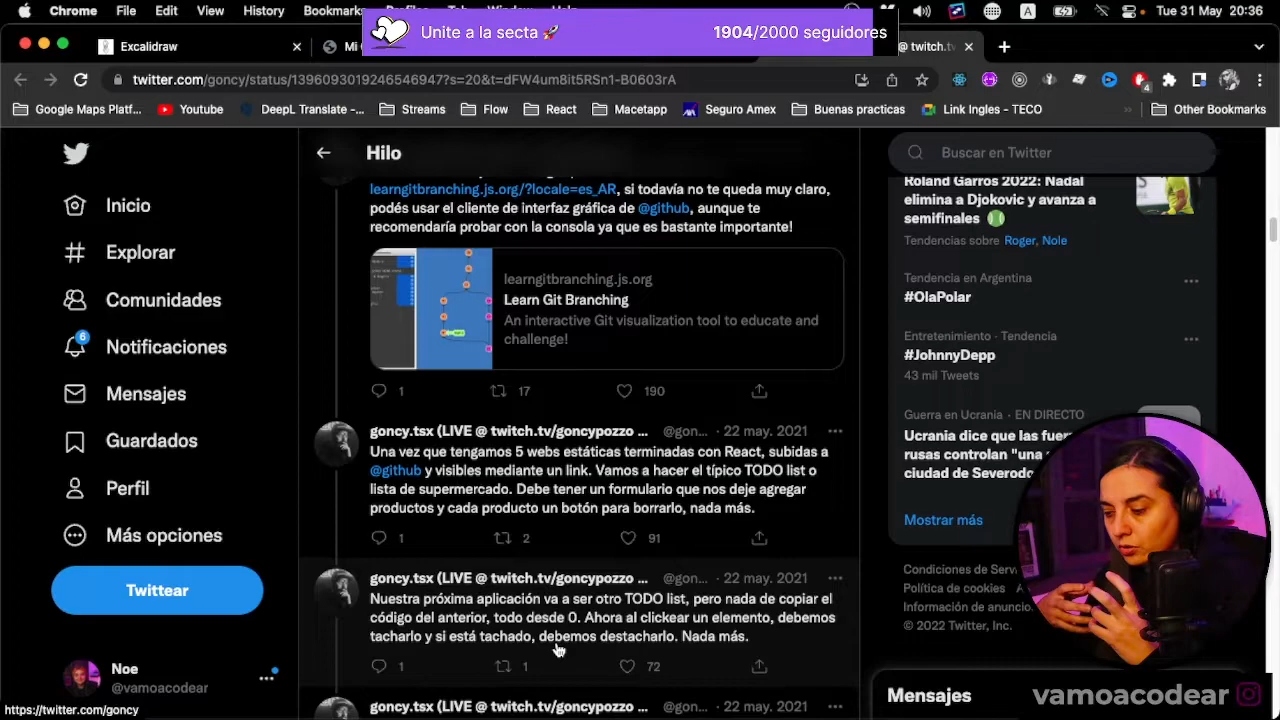 Chrome File Edit View History Bookmarks Tue 31 May 20:36
Unite a la secta 🚀 1904/2000 seguidores
Excalidraw
Mi
@ twitch.tv
twitter.com/goncy/status/1396093019246546947?s=20&t=dFW4um8it5RSn1-B0603rA
Google Maps Platf... Youtube DeepL Translate -... Streams Flow React Macetapp Seguro Amex Buenas practicas Link Ingles - TECO » Other Bookmarks
Inicio
Explorar
Comunidades
6
Notificaciones
Mensajes
Guardados
Perfil
Más opciones
Twittear
Noe
@vamoacodear
https://twitter.com/goncy
Hilo
learngitbranching.js.org/?locale=es_AR, si todavía no te queda muy claro,
podés usar el cliente de interfaz gráfica de @github, aunque te
recomendaría probar con la consola ya que es bastante importante!
learngitbranching.js.org
Learn Git Branching
An interactive Git visualization tool to educate and
challenge!
1 17 190
goncy.tsx (LIVE @ twitch.tv/goncypozzo ... @gon... · 22 may. 2021
Una vez que tengamos 5 webs estáticas terminadas con React, subidas a
@github y visibles mediante un link. Vamos a hacer el típico TODO list o
lista de supermercado. Debe tener un formulario que nos deje agregar
productos y cada producto un botón para borrarlo, nada más.
1 2 91
goncy.tsx (LIVE @ twitch.tv/goncypozzo ... @gon... · 22 may. 2021
Nuestra próxima aplicación va a ser otro TODO list, pero nada de copiar el
código del anterior, todo desde 0. Ahora al clickear un elemento, debemos
tacharlo y si está tachado, debemos destacharlo. Nada más.
1 1 72
goncy.tsx (LIVE @ twitch.tv/goncypozzo ... @gon... · 22 may. 2021
Buscar en Twitter
Roland Garros 2022: Nadal
elimina a Djokovic y avanza a
semifinales
Tendencias sobre Roger, Nole
Tendencia en Argentina
#OlaPolar
Entretenimiento · Tendencia
#JohnnyDepp
43 mil Tweets
Guerra en Ucrania · EN DIRECTO
Ucrania dice que las
rusas controlan "una
ciudad de
Mostrar más
Condiciones de
Política de cookies
Información de
© 2022 Twitter, Inc.
Mensajes
vamoacodear